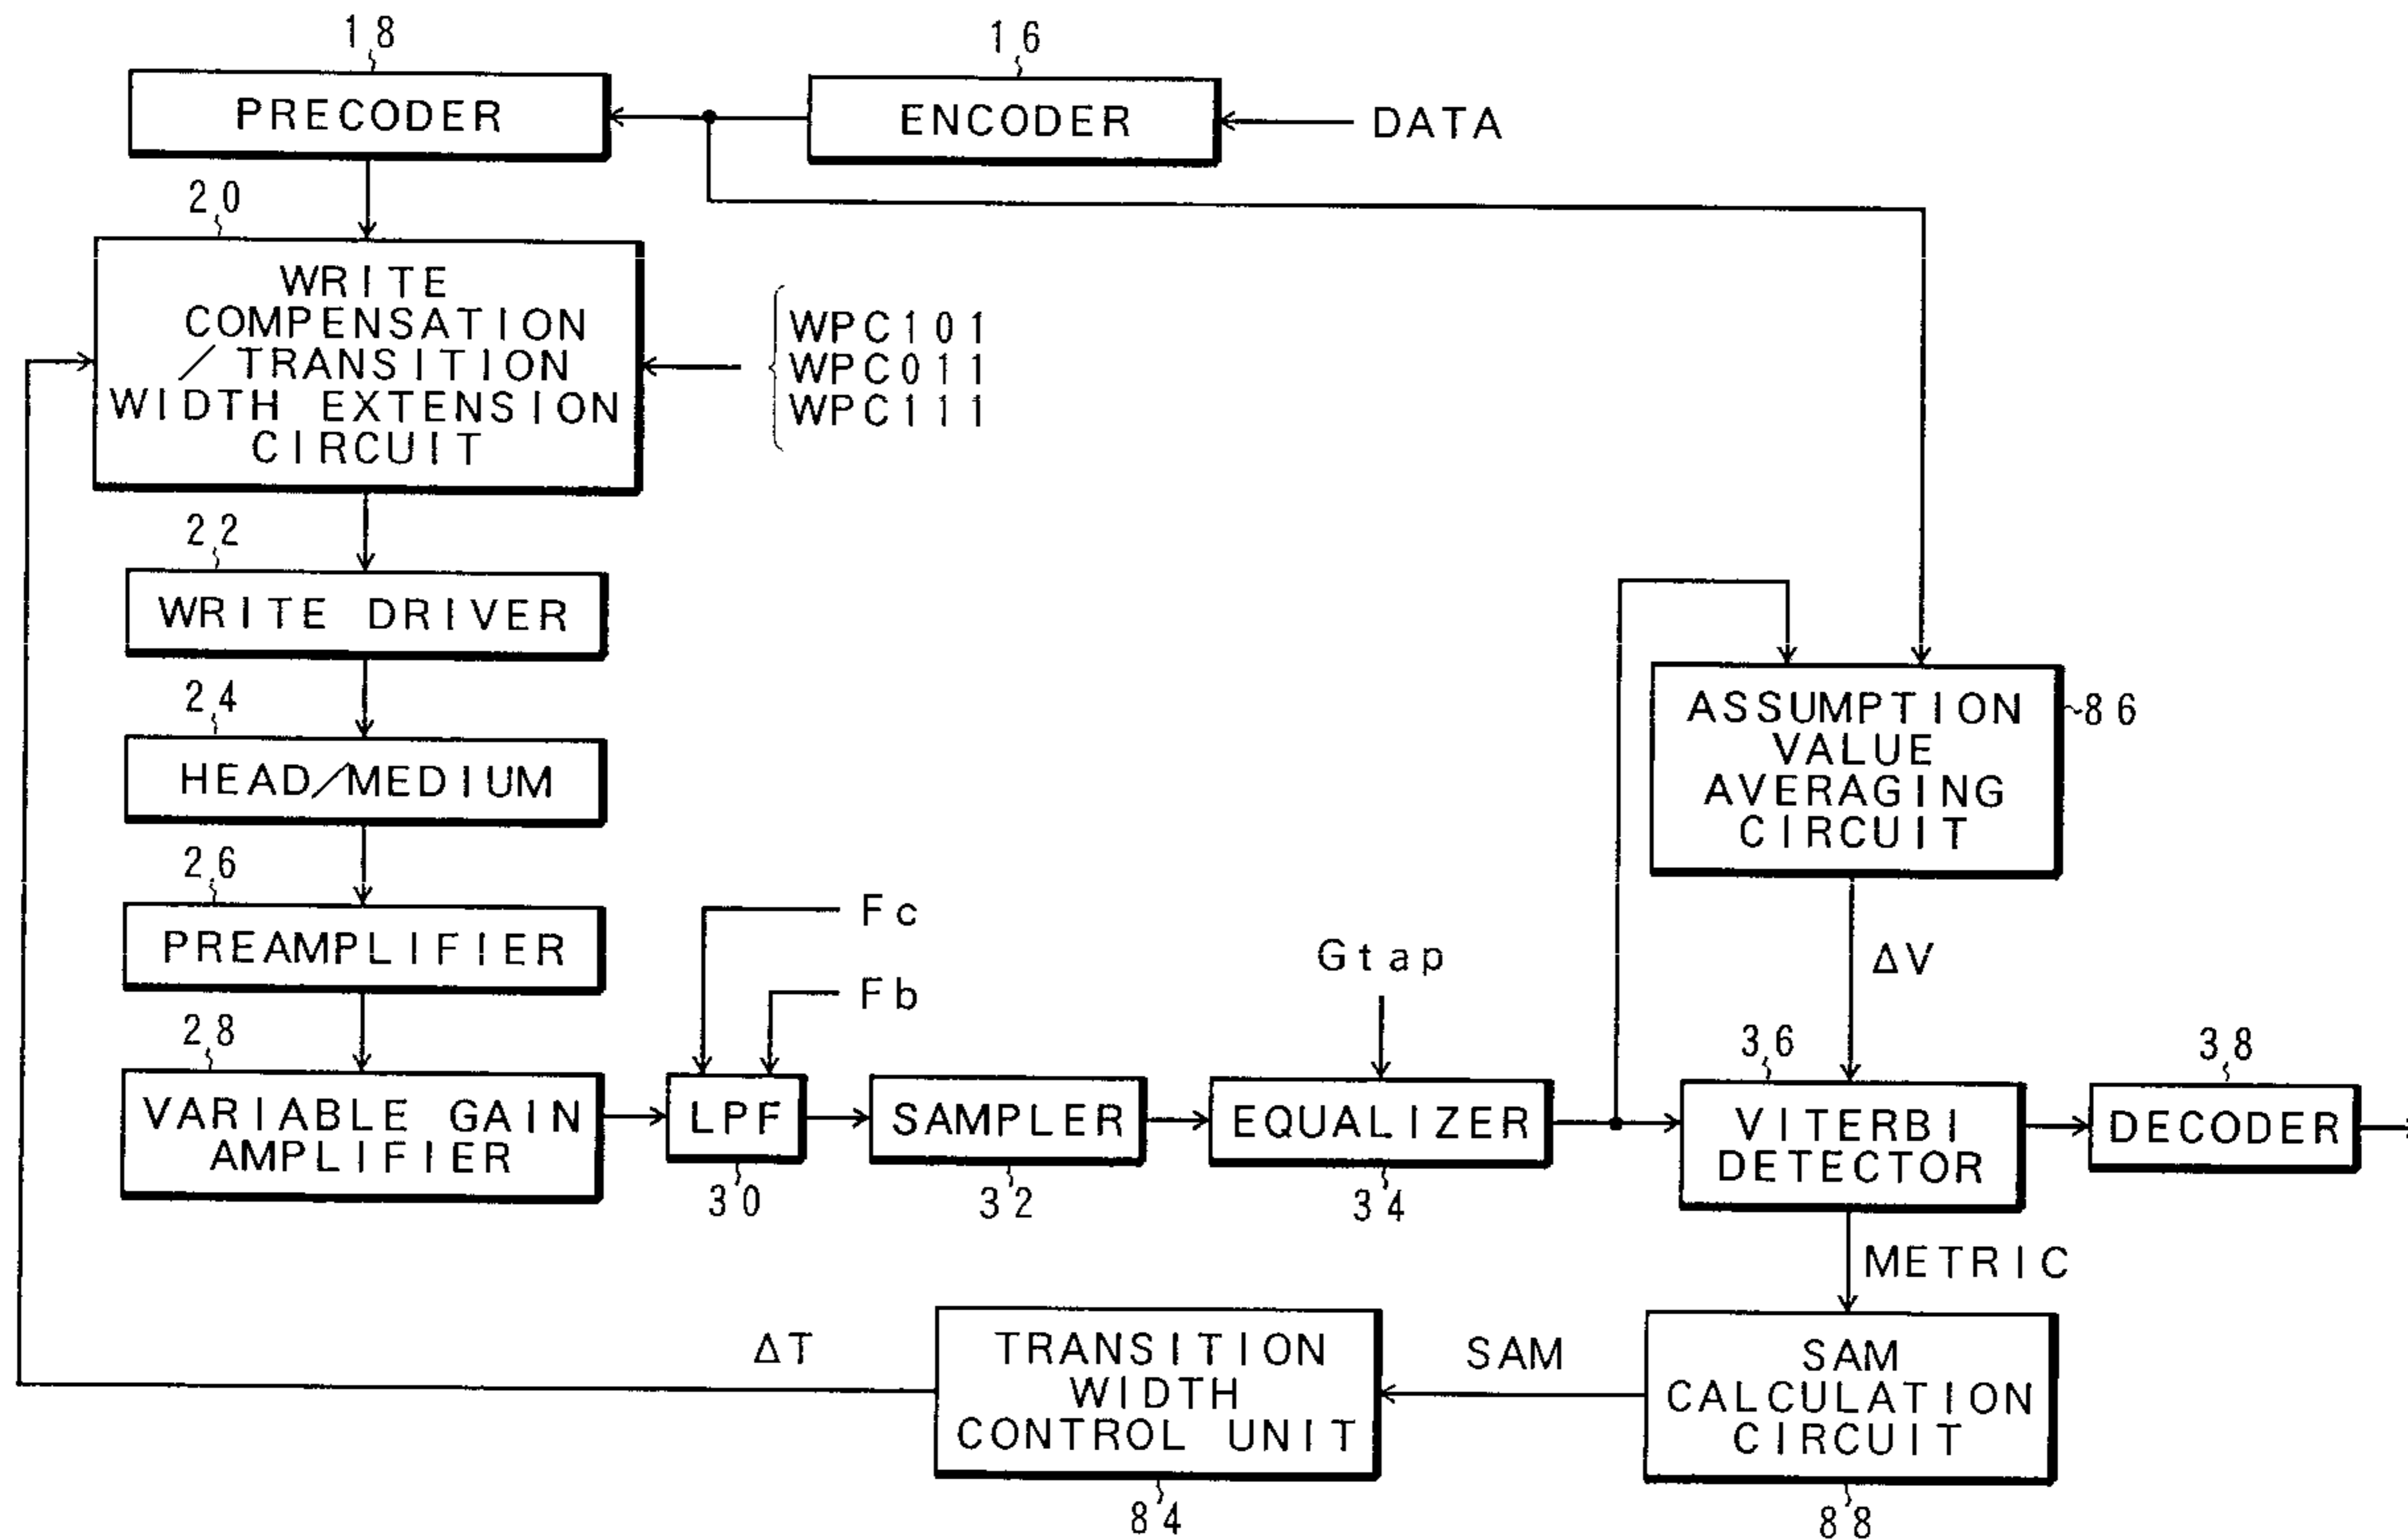 18
16
PRECODER
ENCODER
DATA
20
WRITE
COMPENSATION
/TRANSITION
WIDTH EXTENSION
CIRCUIT
WPC101
WPC011
WPC111
22
WRITE DRIVER
24
HEAD/MEDIUM
ASSUMPTION
VALUE
AVERAGING
CIRCUIT
86
26
PREAMPLIFIER
Fc
Fb
Gtap
ΔV
28
VARIABLE GAIN
AMPLIFIER
LPF
30
SAMPLER
32
EQUALIZER
34
36
VITERBI
DETECTOR
38
DECODER
METRIC
ΔT
TRANSITION
WIDTH
CONTROL UNIT
84
SAM
SAM
CALCULATION
CIRCUIT
88